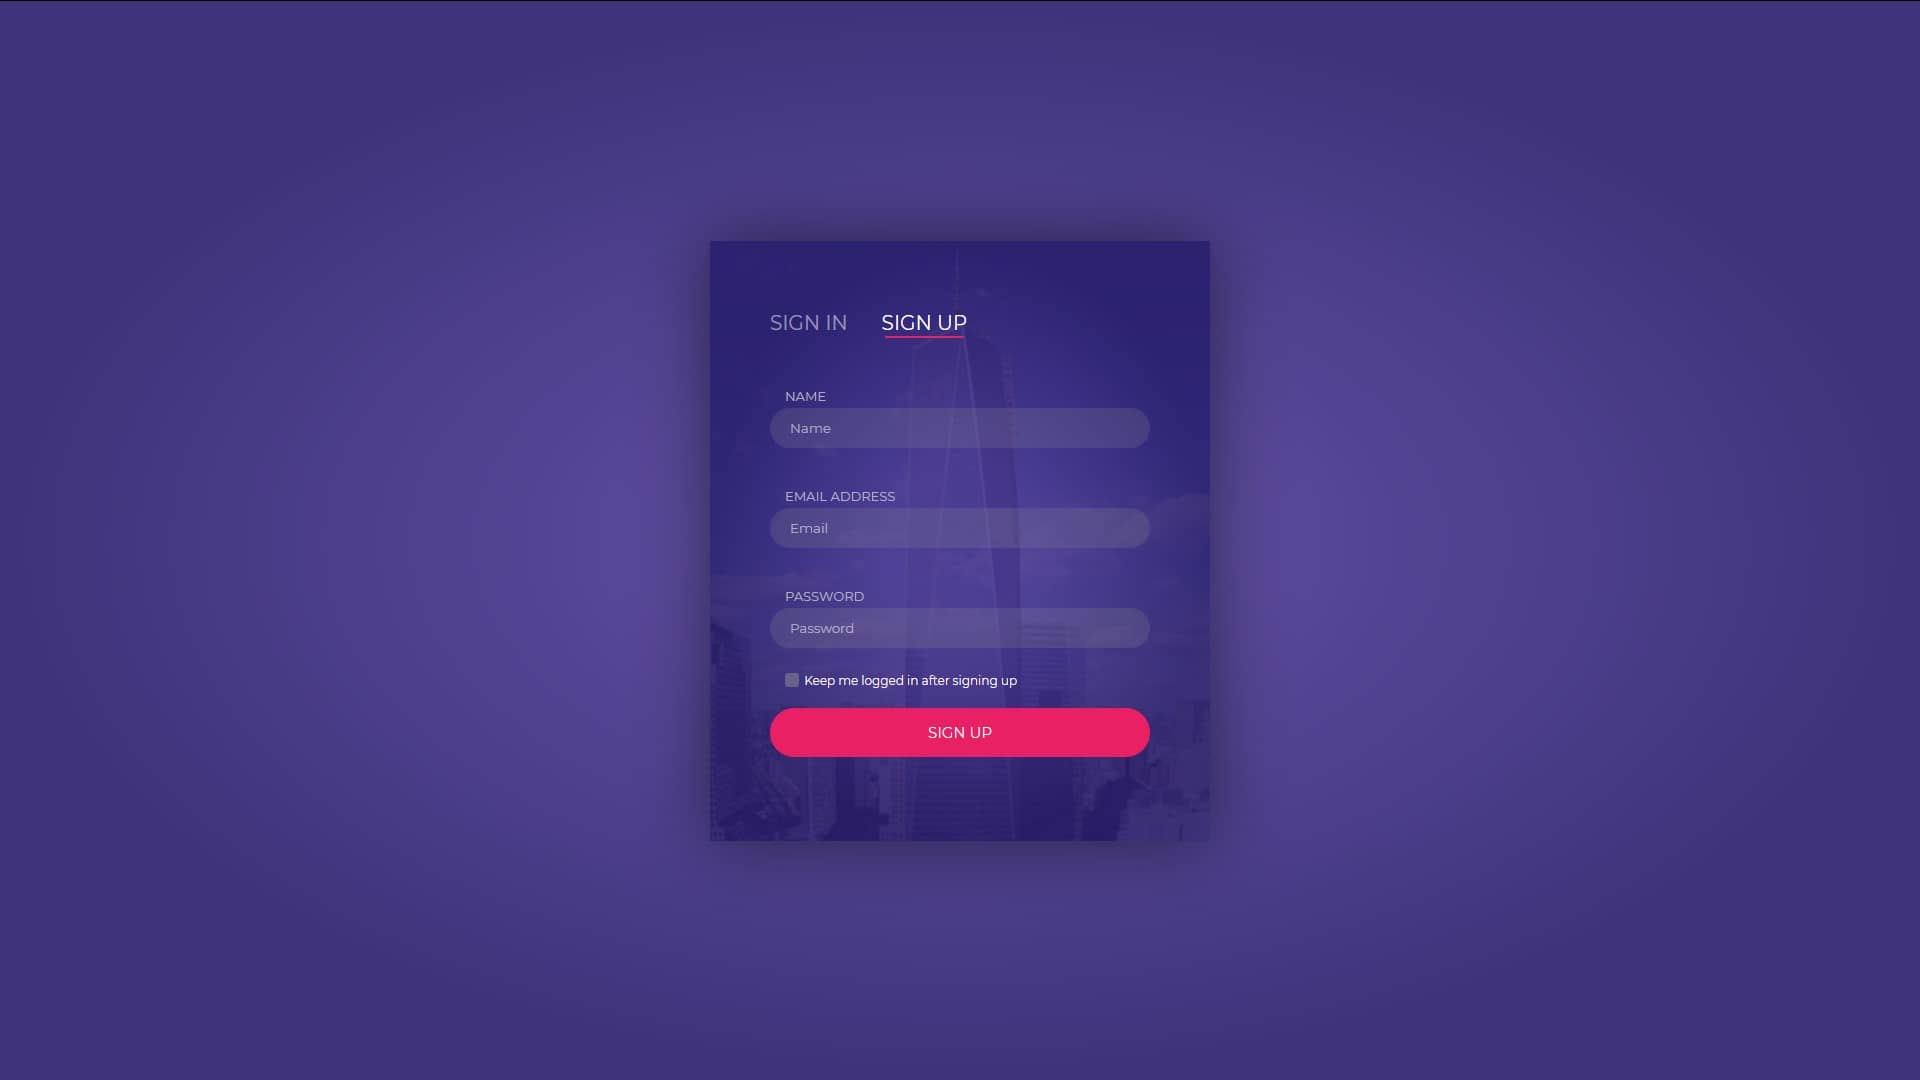 SIGN IN SIGN UP
NAME
Name
EMAIL ADDRESS
Email
PASSWORD
Password
Keep me logged in after signing up
SIGN UP